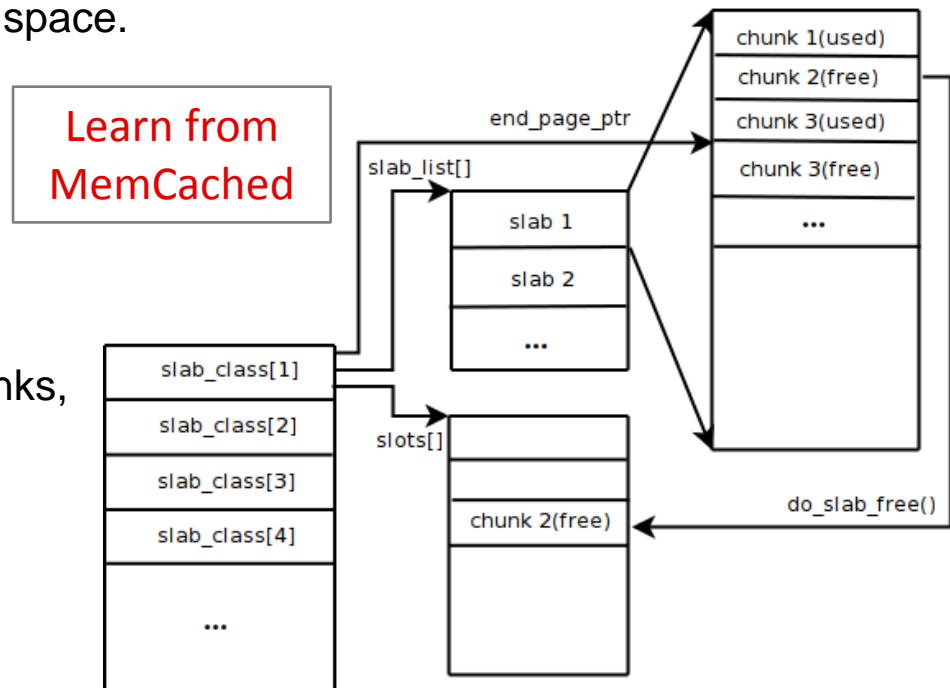 space.
Learn from
MemCached
nks,
slab_class[1]
slab_class[2]
slab_class[3]
slab_class[4]
...
end_page_ptr
slab_list[]
slab 1
slab 2
...
slots[]
chunk 2(free)
chunk 1(used)
chunk 2(free)
chunk 3(used)
chunk 3(free)
...
do_slab_free()